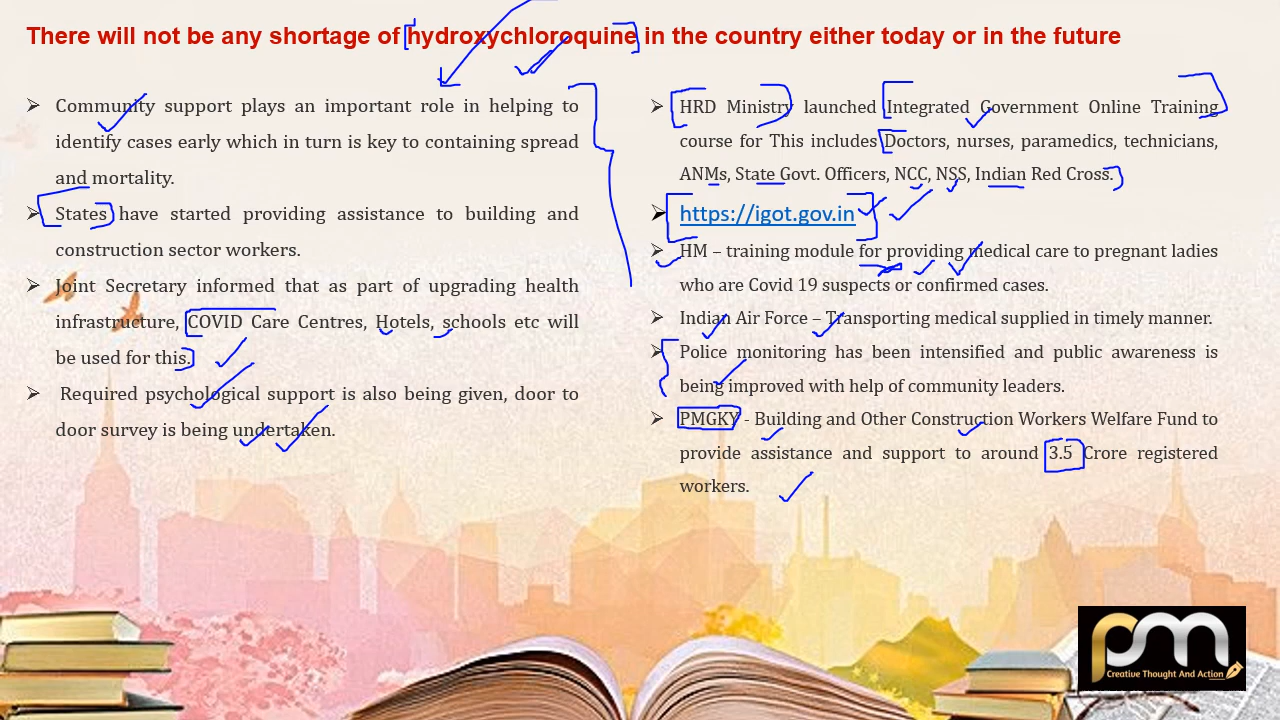 There will not be any shortage of hydroxychloroquine in the country either today or in the future
Community support plays an important role in helping to
identify cases early which in turn is key to containing spread
and mortality.
States have started providing assistance to building and
construction sector workers.
Joint Secretary informed that as part of upgrading health
infrastructure, COVID Care Centres, Hotels, schools etc will
be used for this.
Required psychological support is also being given, door to
door survey is being undertaken.
HRD Ministry launched Integrated Government Online Training
course for This includes Doctors, nurses, paramedics, technicians,
ANMs, State Govt. Officers, NCC, NSS, Indian Red Cross.
https://igot.gov.in
HM – training module for providing medical care to pregnant ladies
who are Covid 19 suspects or confirmed cases.
Indian Air Force – Transporting medical supplied in timely manner.
Police monitoring has been intensified and public awareness is
being improved with help of community leaders.
PMGKY - Building and Other Construction Workers Welfare Fund to
provide assistance and support to around 3.5 Crore registered
workers.
pm
Creative Thought And Action